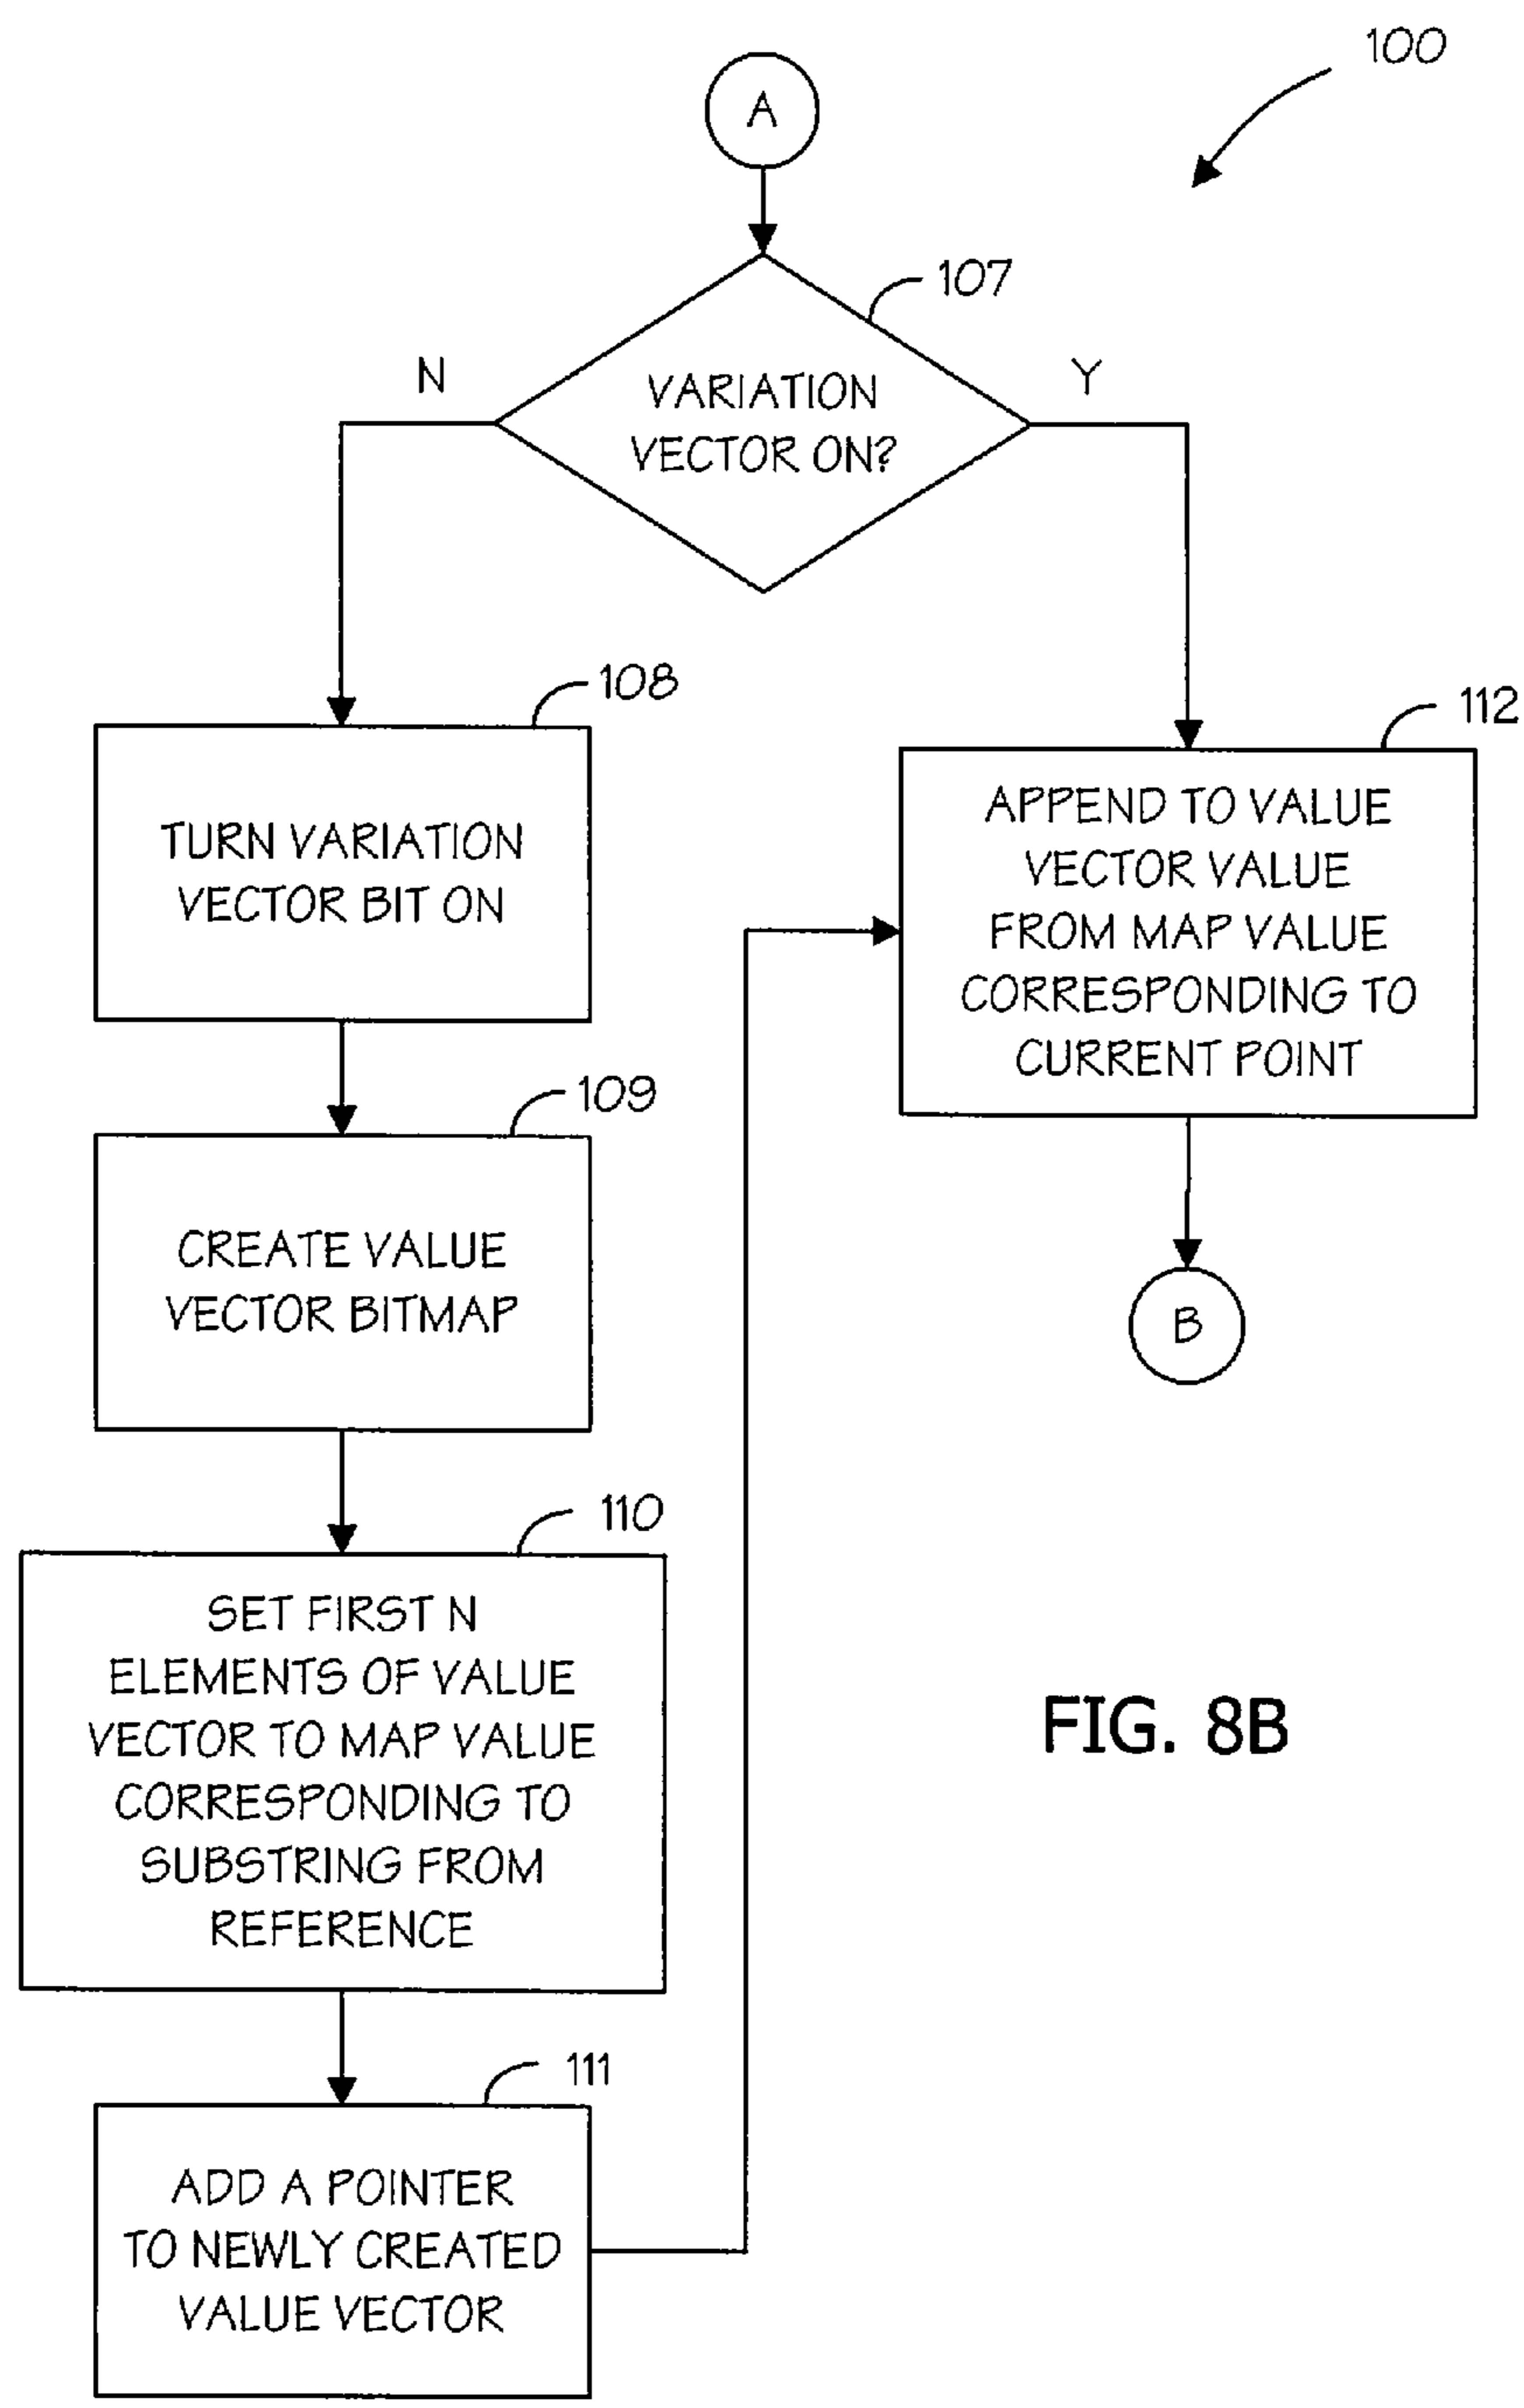 100
A
107
N
Y
VARIATION
VECTOR ON?
108
TURN VARIATION
VECTOR BIT ON
112
APPEND TO VALUE
VECTOR VALUE
FROM MAP VALUE
CORRESPONDING TO
CURRENT POINT
109
CREATE VALUE
VECTOR BITMAP
B
110
SET FIRST N
ELEMENTS OF VALUE
VECTOR TO MAP VALUE
CORRESPONDING TO
SUBSTRING FROM
REFERENCE
FIG. 8B
111
ADD A POINTER
TO NEWLY CREATED
VALUE VECTOR